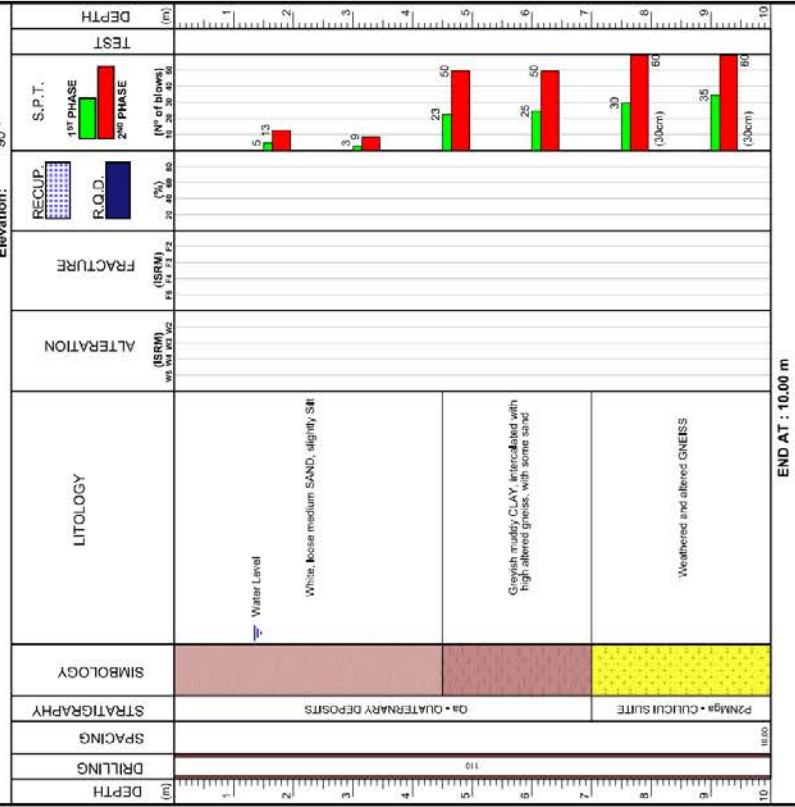 Elevation:
90 °
DEPTH
(m)
DRILLING
SPACING
STRATIGRAPHY
SIMBOLOGY
LITOLOGY
ALTERATION
(ISRM)
W5 W4 W3 W2
FRACTURE
(ISRM)
F5 F4 F3 F2
RECUP.
R.Q.D.
(%)
20 40 60 80
S.P.T.
1ST PHASE
2ND PHASE
(Nº of blows)
10 20 30 40 50
TEST
DEPTH
(m)
1
2
3
4
5
6
7
8
9
10
110
10.00
Qa - QUATERNARY DEPOSITS
P2NMga - CULICUI SUITE
Water Level
White, loose medium SAND, slightly Silt
Greyish muddy CLAY, intercalated with
high altered gneiss, with some sand
Weathered and altered GNEISS
5
13
3
9
23
50
25
50
30
60
(30cm)
35
60
(30cm)
1
2
3
4
5
6
7
8
9
10
END AT : 10.00 m